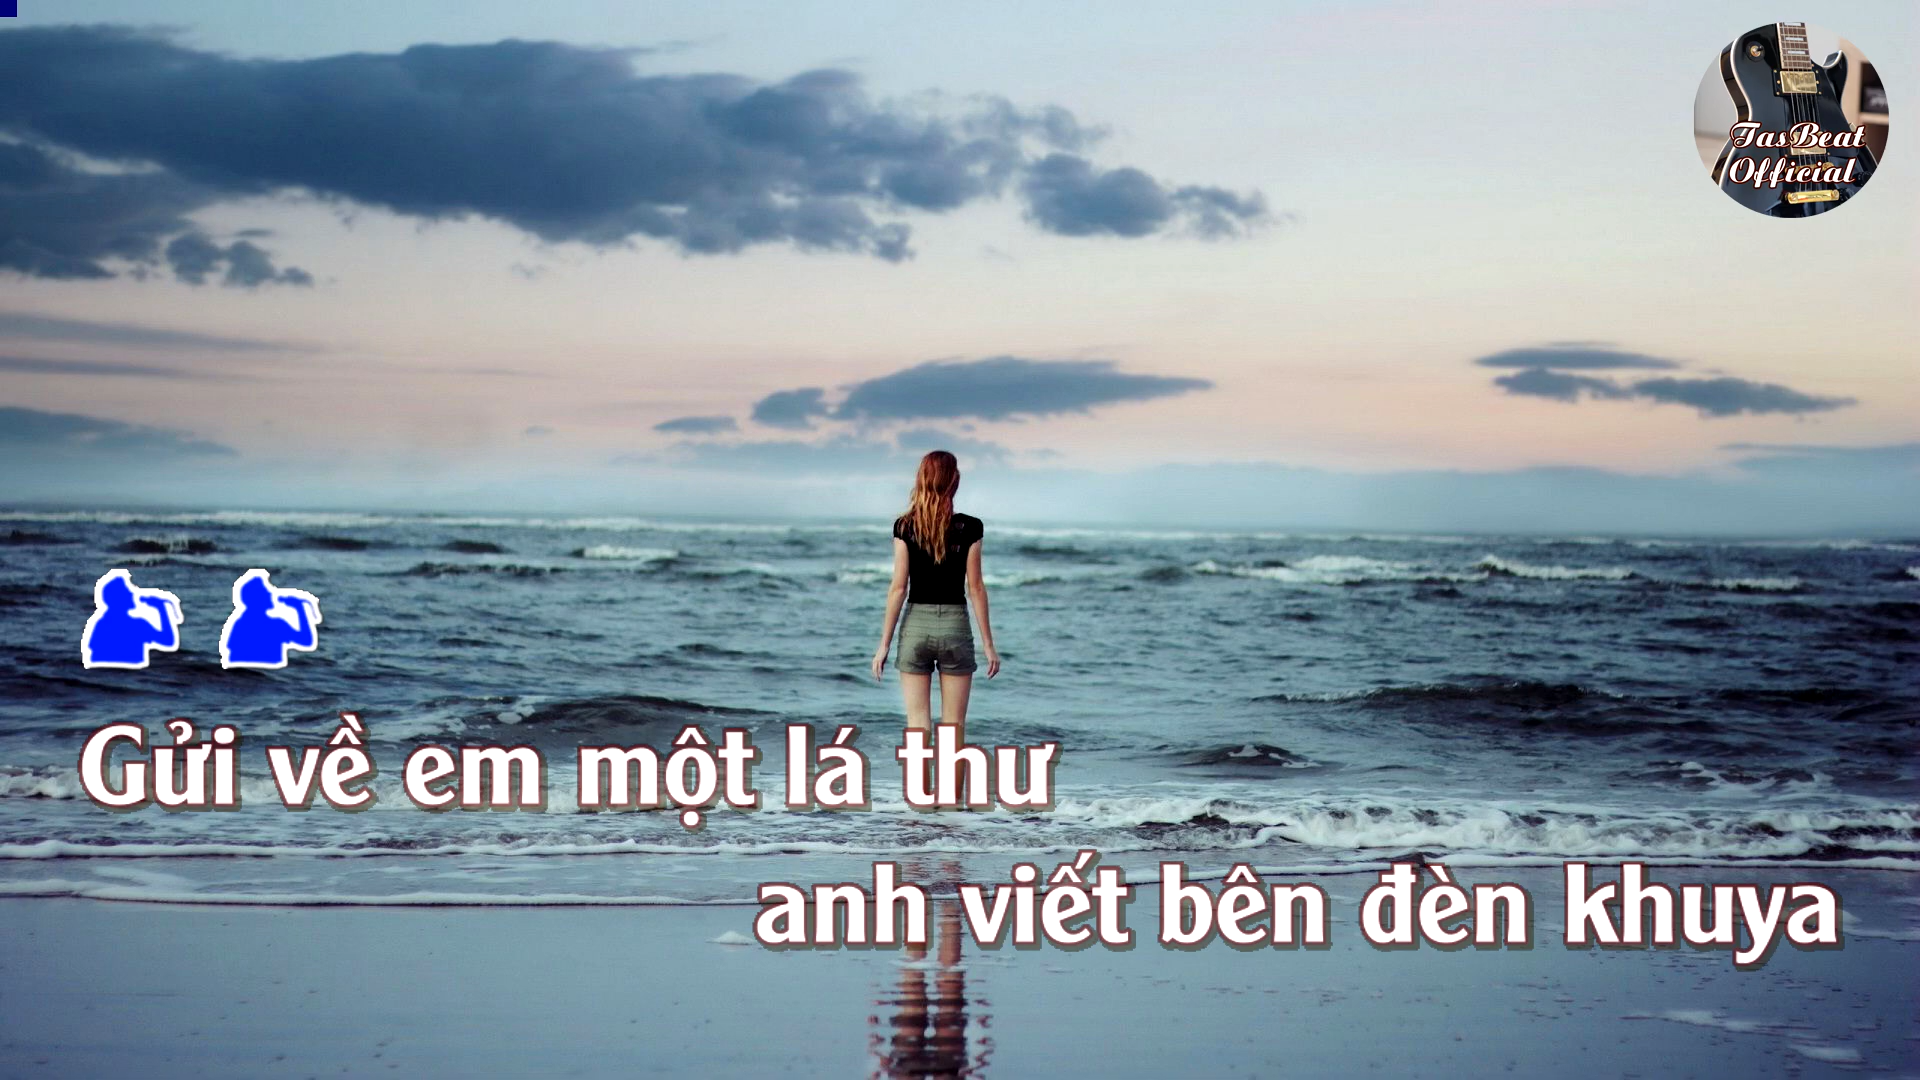 TasBeat
Official
Gửi về em một lá thư
anh viết bên đèn khuya